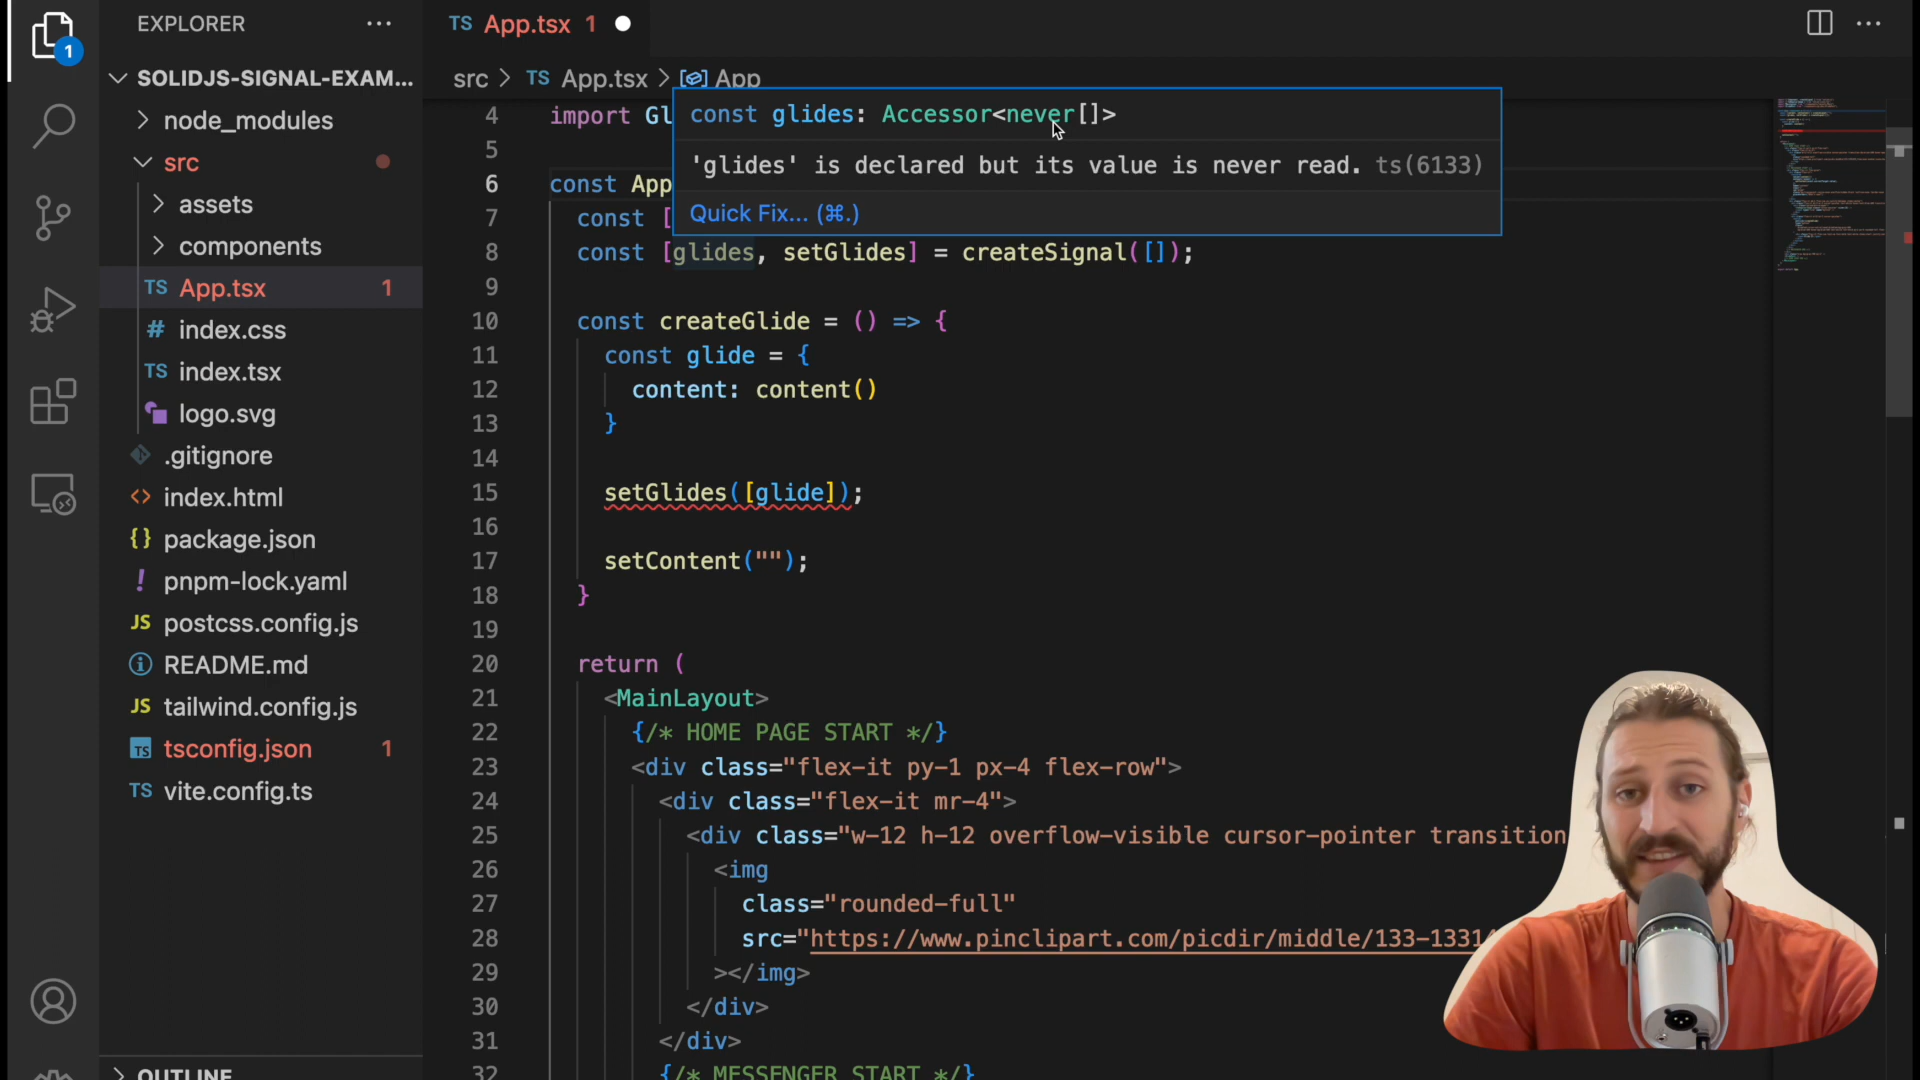 EXPLORER ···
SOLIDJS-SIGNAL-EXAM...
node_modules
src
assets
components
TS App.tsx 1
# index.css
TS index.tsx
logo.svg
.gitignore
<> index.html
{} package.json
! pnpm-lock.yaml
JS postcss.config.js
README.md
JS tailwind.config.js
TS tsconfig.json 1
TS vite.config.ts
OUTLINE
1
TS App.tsx 1
src > TS App.tsx > App
const glides: Accessor<never[]>
'glides' is declared but its value is never read. ts(6133)
Quick Fix... (⌘.)
4 import Gl
5
6 const App
7 const [
8 const [glides, setGlides] = createSignal([]);
9
10 const createGlide = () => {
11 const glide = {
12 content: content()
13 }
14
15 setGlides([glide]);
16
17 setContent("");
18 }
19
20 return (
21 <MainLayout>
22 {/* HOME PAGE START */}
23 <div class="flex-it py-1 px-4 flex-row">
24 <div class="flex-it mr-4">
25 <div class="w-12 h-12 overflow-visible cursor-pointer transition
26 <img
27 class="rounded-full"
28 src="https://www.pinclipart.com/picdir/middle/133-1331
29 ></img>
30 </div>
31 </div>
32 {/* MESSENGER START */}